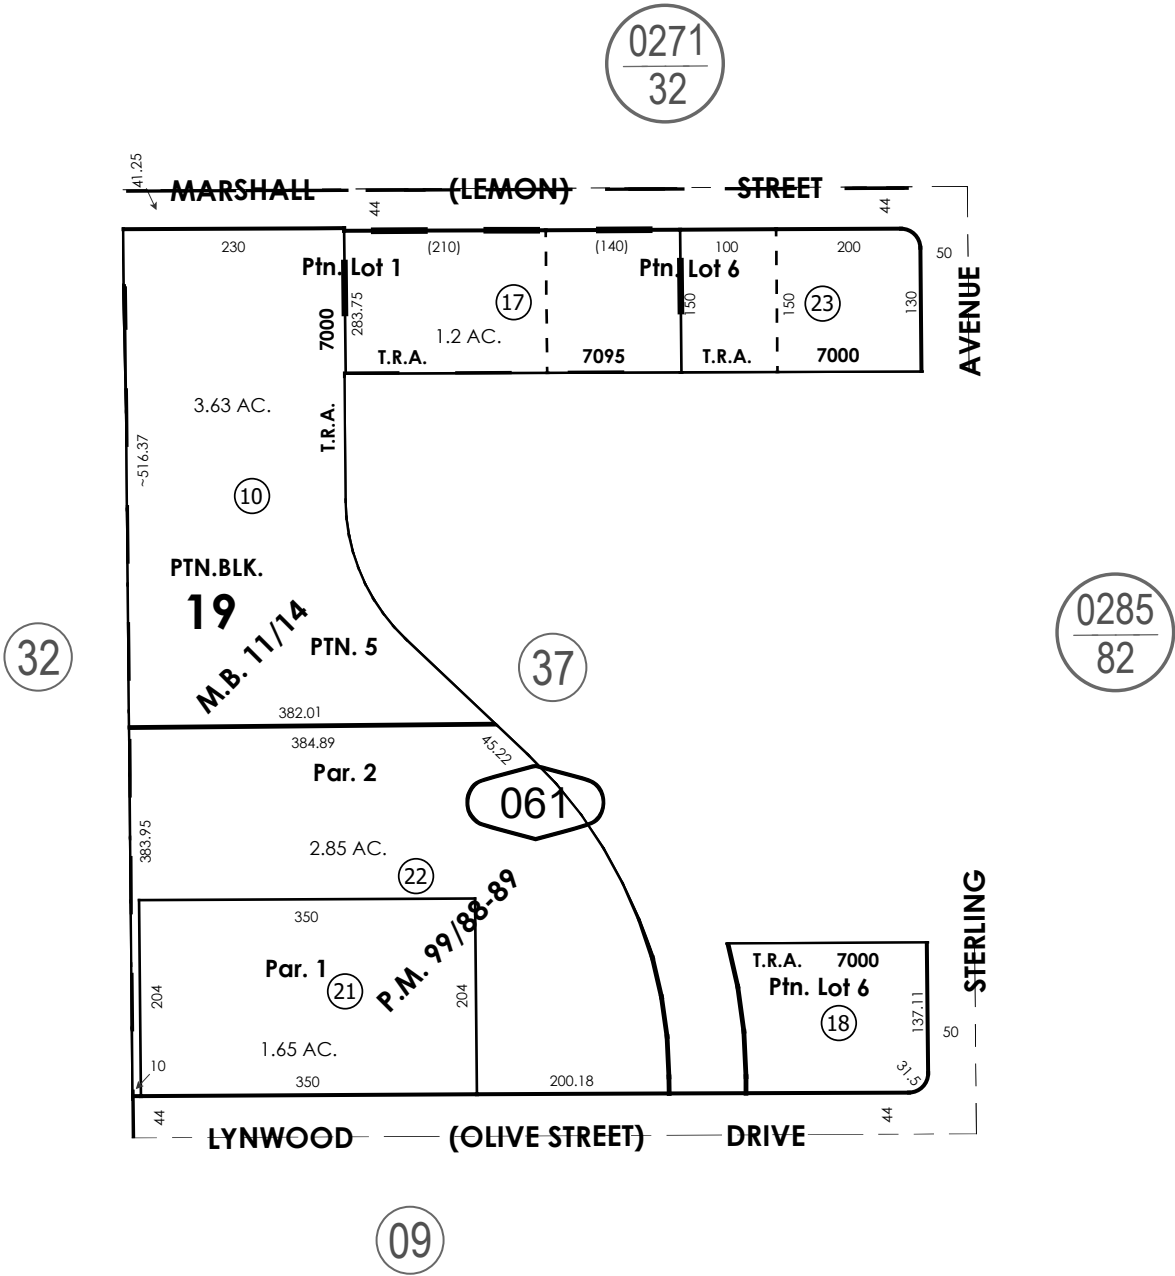 0271
32
41.25
MARSHALL (LEMON) STREET
44
44
230
(210)
(140)
100
200
50
Ptn. Lot 1
Ptn. Lot 6
AVENUE
7000
283.75
17
150
150
23
130
1.2 AC.
T.R.A. 7095
T.R.A. 7000
3.63 AC.
T.R.A.
~516.37
10
PTN.BLK.
19
M.B. 11/14
PTN. 5
32
37
0285
82
382.01
384.89
45.22
Par. 2
061
383.95
2.85 AC.
22
P.M. 99/88-89
350
Par. 1
21
204
204
1.65 AC.
10
350
200.18
T.R.A. 7000
Ptn. Lot 6
18
137.11
31.5
50
STERLING
44
44
LYNWOOD (OLIVE STREET) DRIVE
09